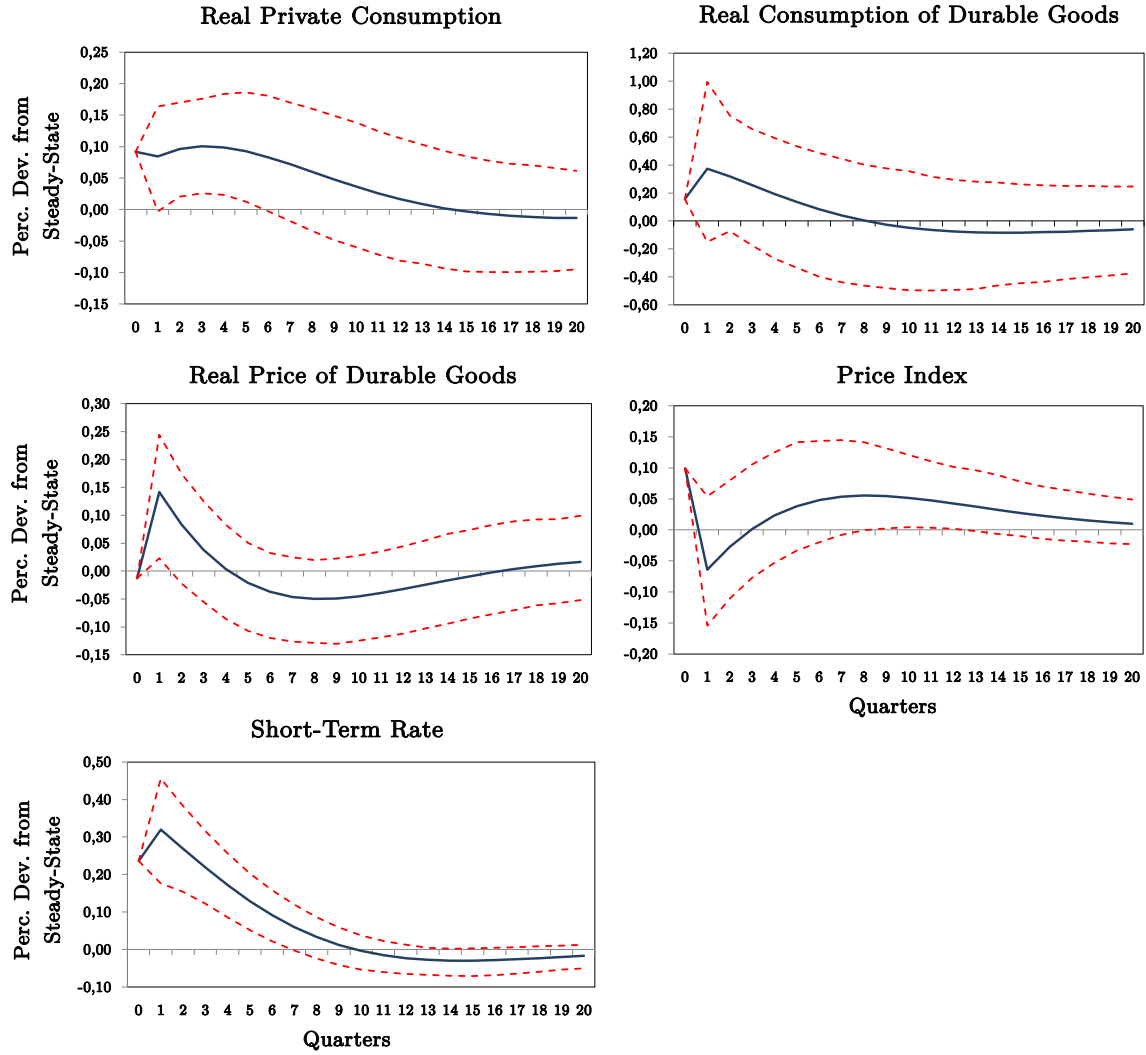 Real Private Consumption
Perc. Dev. from
Steady-State
0,25
0,20
0,15
0,10
0,05
0,00
-0,05
-0,10
-0,15
0 1 2 3 4 5 6 7 8 9 10 11 12 13 14 15 16 17 18 19 20
Real Consumption of Durable Goods
1,20
1,00
0,80
0,60
0,40
0,20
0,00
-0,20
-0,40
-0,60
0 1 2 3 4 5 6 7 8 9 10 11 12 13 14 15 16 17 18 19 20
Real Price of Durable Goods
Perc. Dev. from
Steady-State
0,30
0,25
0,20
0,15
0,10
0,05
0,00
-0,05
-0,10
-0,15
0 1 2 3 4 5 6 7 8 9 10 11 12 13 14 15 16 17 18 19 20
Price Index
0,20
0,15
0,10
0,05
0,00
-0,05
-0,10
-0,15
-0,20
0 1 2 3 4 5 6 7 8 9 10 11 12 13 14 15 16 17 18 19 20
Quarters
Short-Term Rate
Perc. Dev. from
Steady-State
0,50
0,40
0,30
0,20
0,10
0,00
-0,10
0 1 2 3 4 5 6 7 8 9 10 11 12 13 14 15 16 17 18 19 20
Quarters